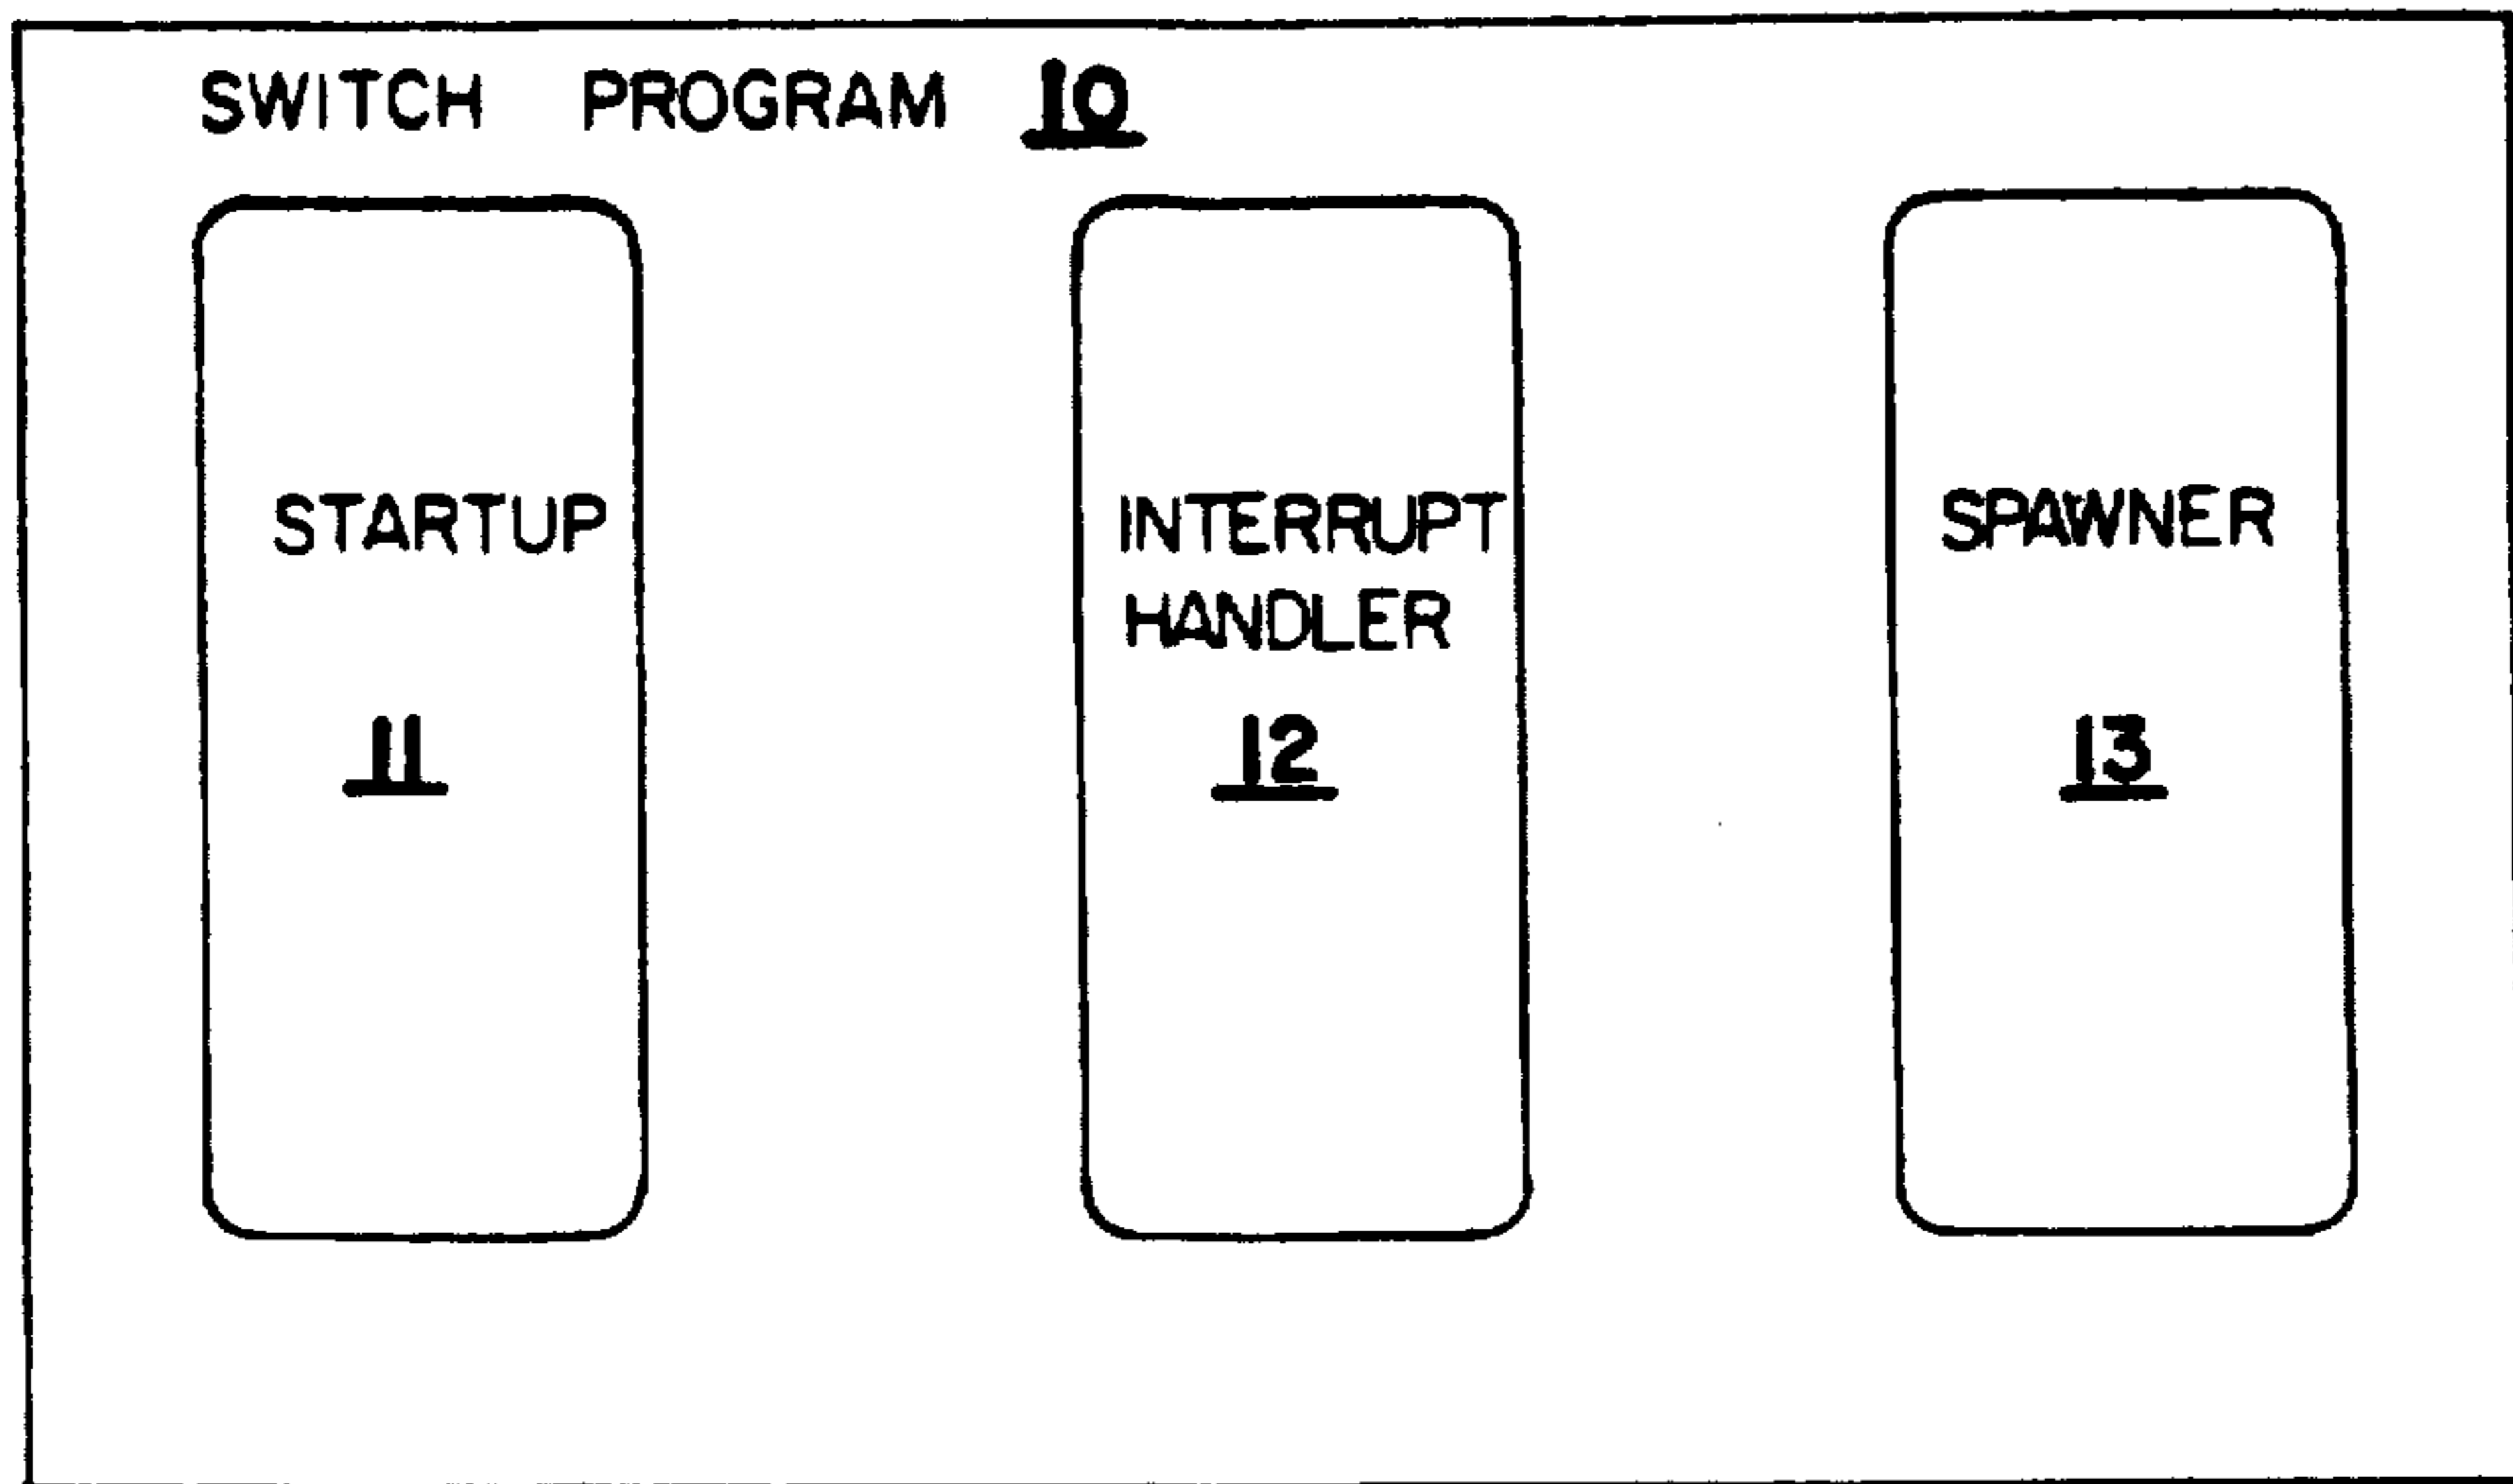 SWITCH PROGRAM 10
STARTUP
11
INTERRUPT
HANDLER
12
SPAWNER
13